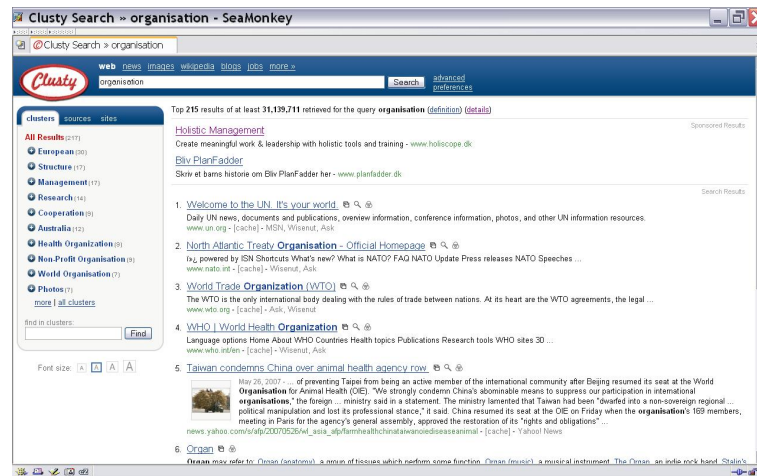 Clusty Search » organisation - SeaMonkey
Clusty Search » organisation
Clusty
web news images wikipedia blogs jobs more »
organisation
Search
advanced
preferences
clusters sources sites
All Results (217)
European (30)
Structure (17)
Management (17)
Research (14)
Cooperation (9)
Australia (12)
Health Organization (9)
Non-Profit Organisation (9)
World Organisation (7)
Photos (7)
more | all clusters
find in clusters:
Find
Font size: A A A A
Top 215 results of at least 31,139,711 retrieved for the query organisation (definition) (details)
Sponsored Results
Holistic Management
Create meaningful work & leadership with holistic tools and training - www.holiscope.dk
Bliv PlanFadder
Skriv et barns historie om Bliv PlanFadder her - www.planfadder.dk
Search Results
1. Welcome to the UN. It's your world.
Daily UN news, documents and publications, overview information, conference information, photos, and other UN information resources.
www.un.org - [cache] - MSN, Wisenut, Ask
2. North Atlantic Treaty Organisation - Official Homepage
ï»¿ powered by ISN Shortcuts What's new? What is NATO? FAQ NATO Update Press releases NATO Speeches ...
www.nato.int - [cache] - Wisenut, Ask
3. World Trade Organization (WTO)
The WTO is the only international body dealing with the rules of trade between nations. At its heart are the WTO agreements, the legal ...
www.wto.org - [cache] - Ask, Wisenut
4. WHO | World Health Organization
Language options Home About WHO Countries Health topics Publications Research tools WHO sites 30 ...
www.who.int/en - [cache] - Wisenut, Ask
5. Taiwan condemns China over animal health agency row
May 26, 2007 - ... of preventing Taipei from being an active member of the international community after Beijing resumed its seat at the World
Organisation for Animal Health (OIE). "We strongly condemn China's abominable means to suppress our participation in international
organisations," the foreign ... ministry said in a statement. The ministry lamented that Taiwan had been "dwarfed into a non-sovereign regional ...
political manipulation and lost its professional stance," it said. China resumed its seat at the OIE on Friday when the organisation's 169 members,
meeting in Paris for the agency's general assembly, approved the restoration of its "rights and obligations" ...
news.yahoo.com/s/afp/20070526/wl_asia_afp/farmhealthchinataiwanoiediseaseanimal - [cache] - Yahoo! News
6. Organ
Organ may refer to: Organ (anatomy), a group of tissues which perform some function, Organ (music), a musical instrument, The Organ, an indie rock band, Stalin's